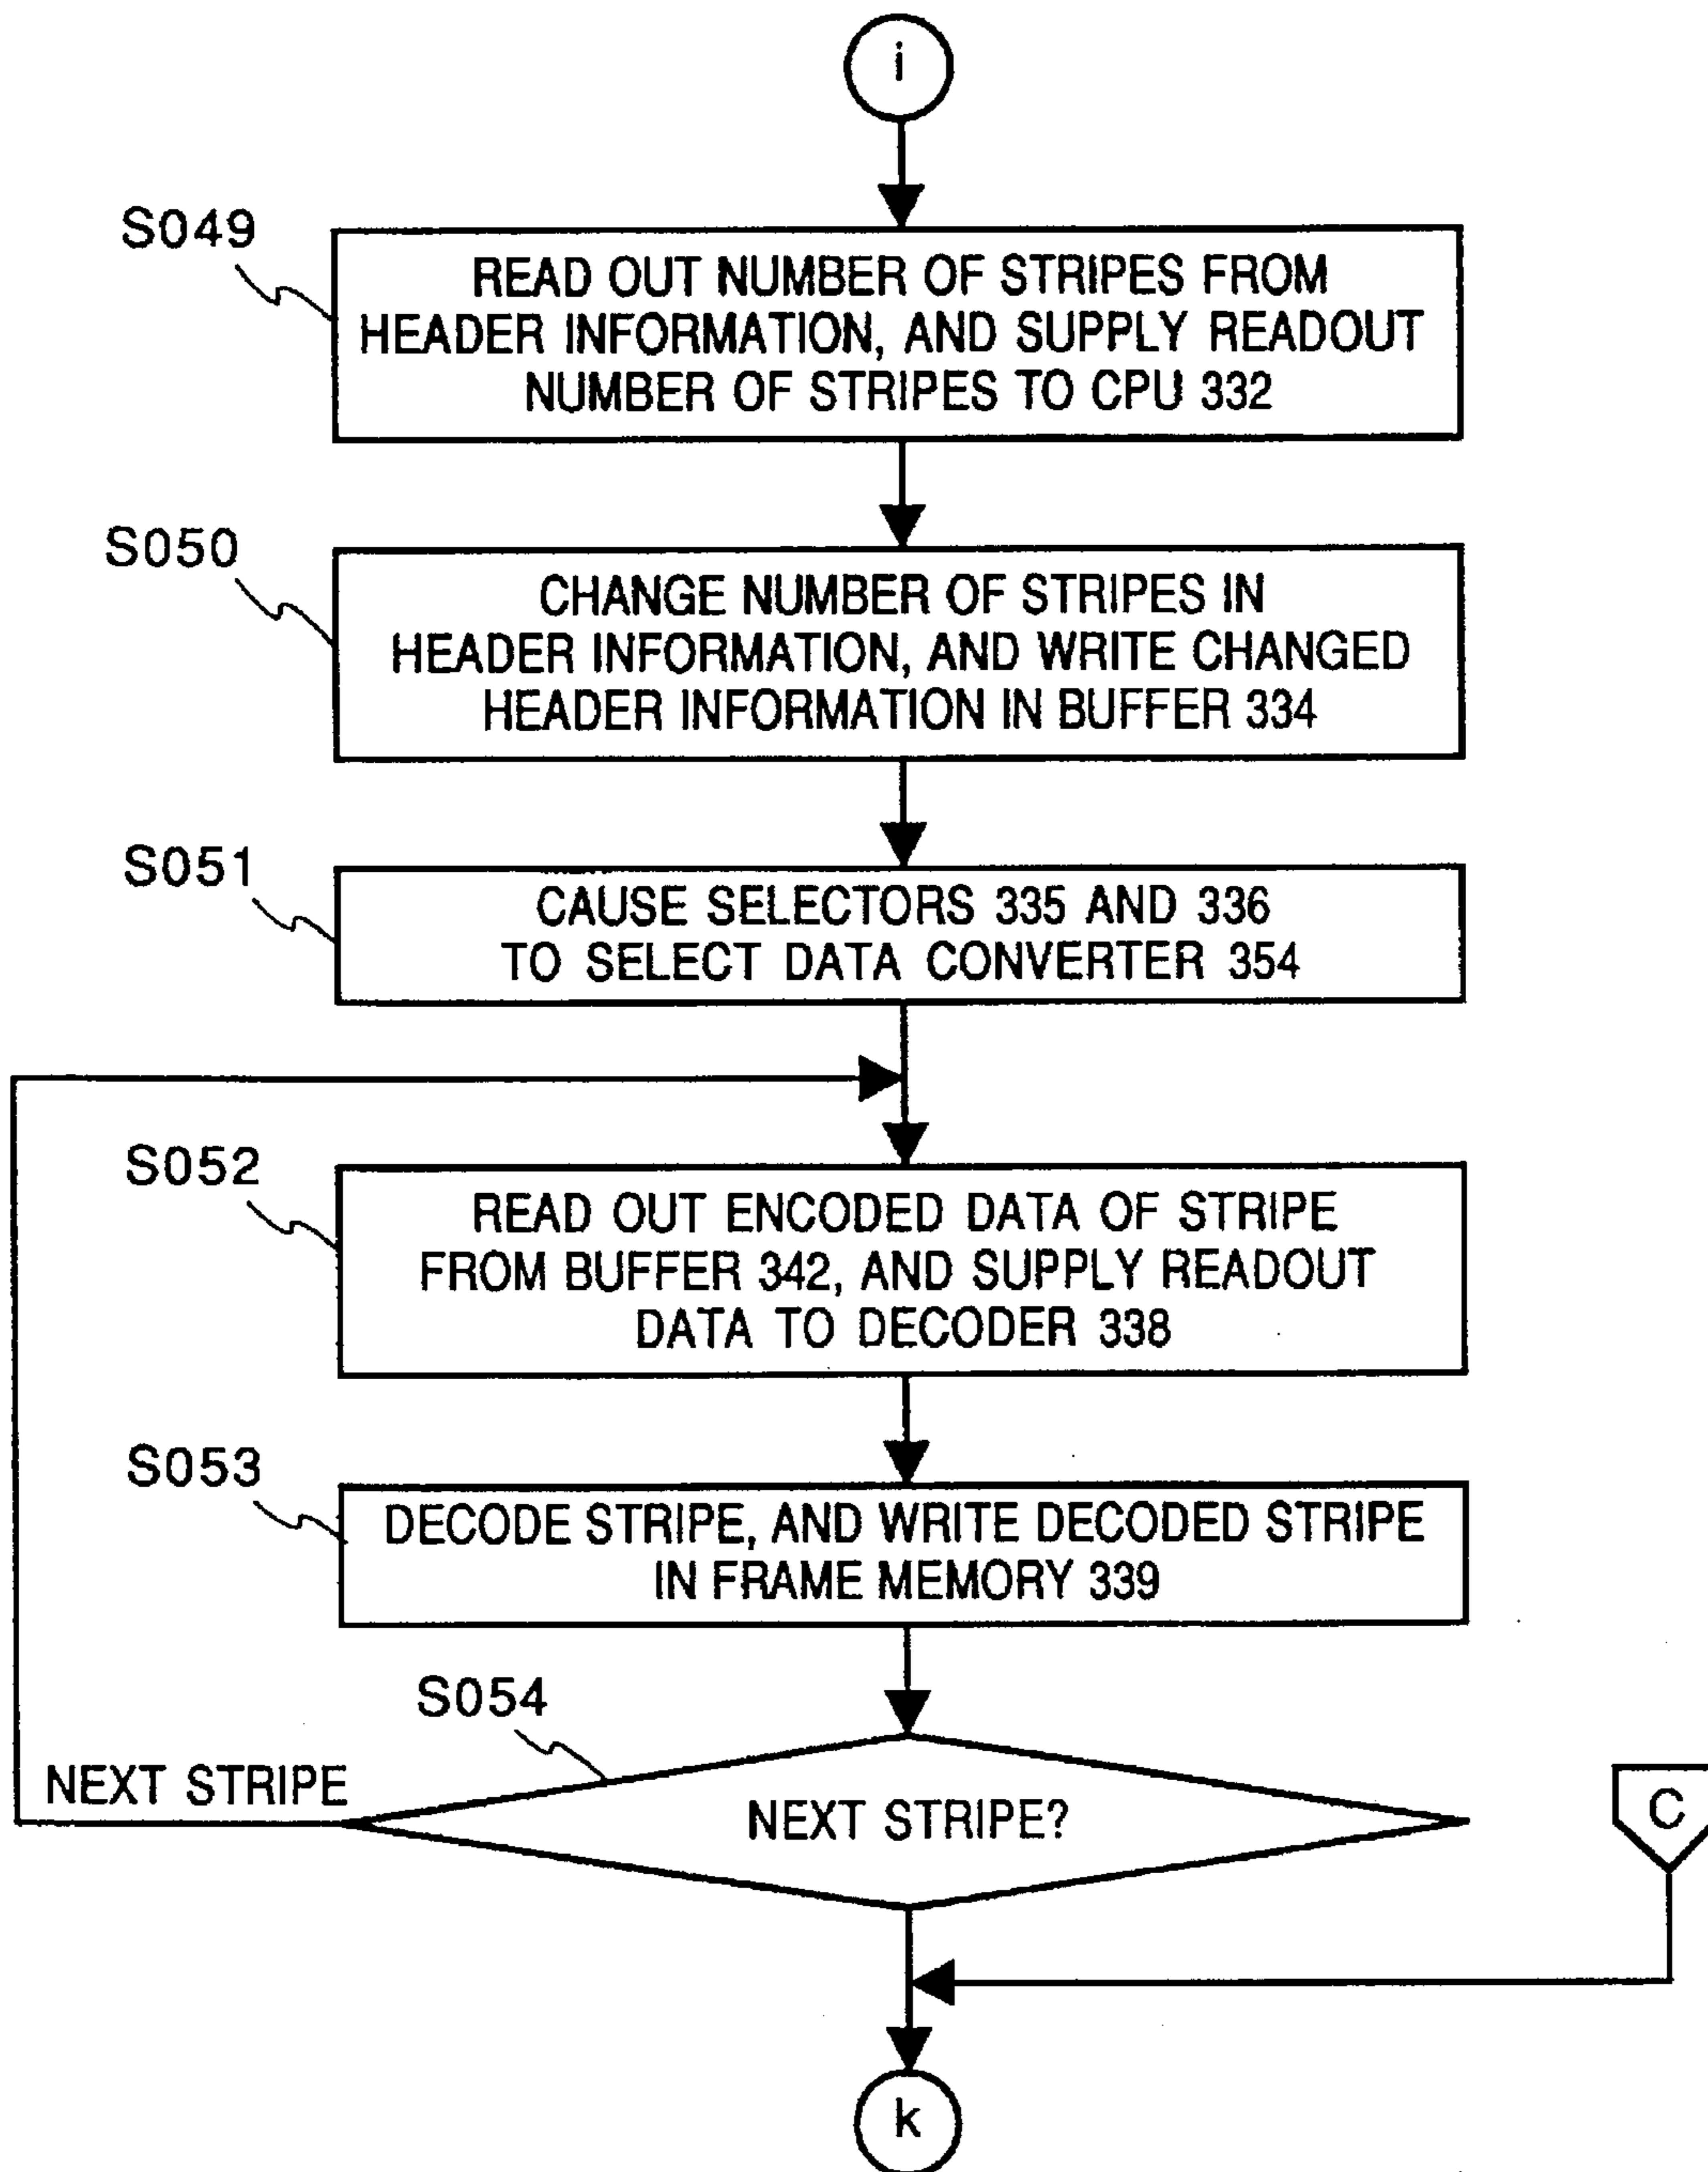 i
S049
READ OUT NUMBER OF STRIPES FROM
HEADER INFORMATION, AND SUPPLY READOUT
NUMBER OF STRIPES TO CPU 332
S050
CHANGE NUMBER OF STRIPES IN
HEADER INFORMATION, AND WRITE CHANGED
HEADER INFORMATION IN BUFFER 334
S051
CAUSE SELECTORS 335 AND 336
TO SELECT DATA CONVERTER 354
S052
READ OUT ENCODED DATA OF STRIPE
FROM BUFFER 342, AND SUPPLY READOUT
DATA TO DECODER 338
S053
DECODE STRIPE, AND WRITE DECODED STRIPE
IN FRAME MEMORY 339
S054
NEXT STRIPE
NEXT STRIPE?
C
k